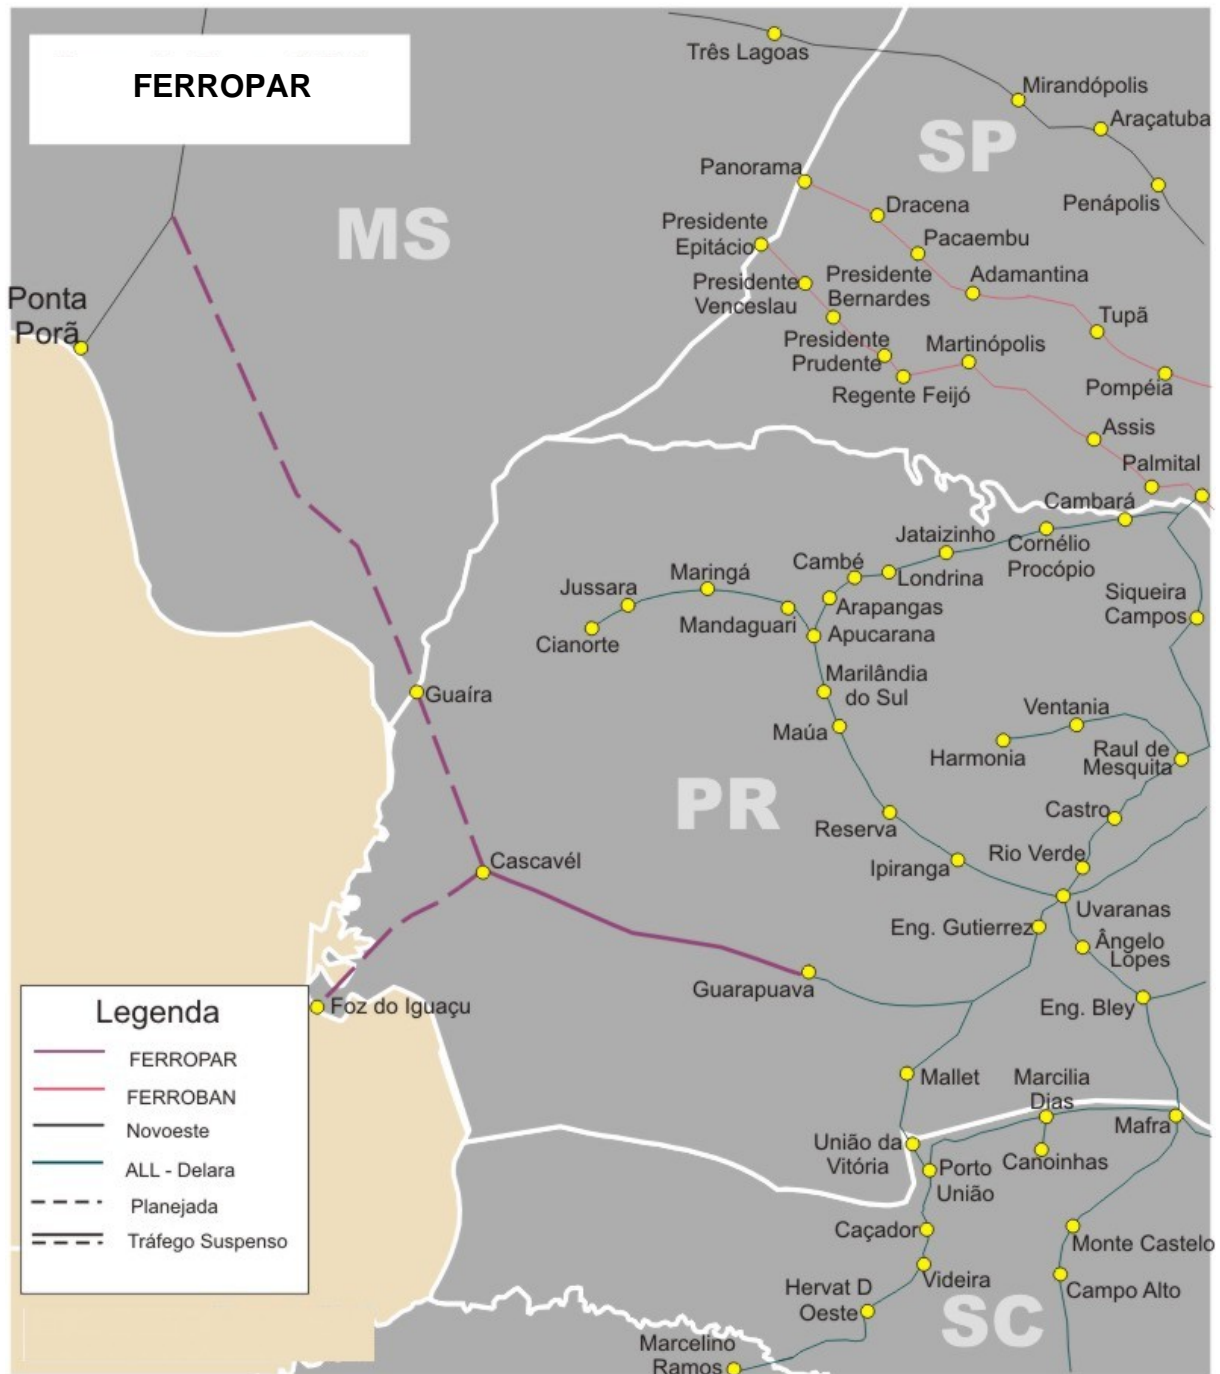 FERROPAR
Três Lagoas
Mirandópolis
Araçatuba
SP
Penápolis
Panorama
Dracena
MS
Presidente
Epitácio
Pacaembu
Presidente
Venceslau
Presidente
Bernardes
Adamantina
Ponta
Porã
Tupã
Presidente
Prudente
Martinópolis
Regente Feijó
Pompéia
Assis
Palmital
Cambará
Jataizinho
Cornélio
Procópio
Cambé
Londrina
Maringá
Jussara
Arapangas
Siqueira
Campos
Mandaguari
Apucarana
Cianorte
Marilândia
do Sul
Guaíra
Ventania
Maúa
Harmonia
Raul de
Mesquita
PR
Castro
Reserva
Rio Verde
Cascavél
Ipiranga
Uvaranas
Eng. Gutierrez
Ângelo
Lopes
Guarapuava
Foz do Iguaçu
Eng. Bley
Legenda
FERROPAR
FERROBAN
Novoeste
ALL - Delara
Planejada
Tráfego Suspenso
Mallet
Marcilia
Dias
Mafra
União da
Vitória
Canoinhas
Porto
União
Caçador
Monte Castelo
Videira
Campo Alto
Hervat D
Oeste
SC
Marcelino
Ramos